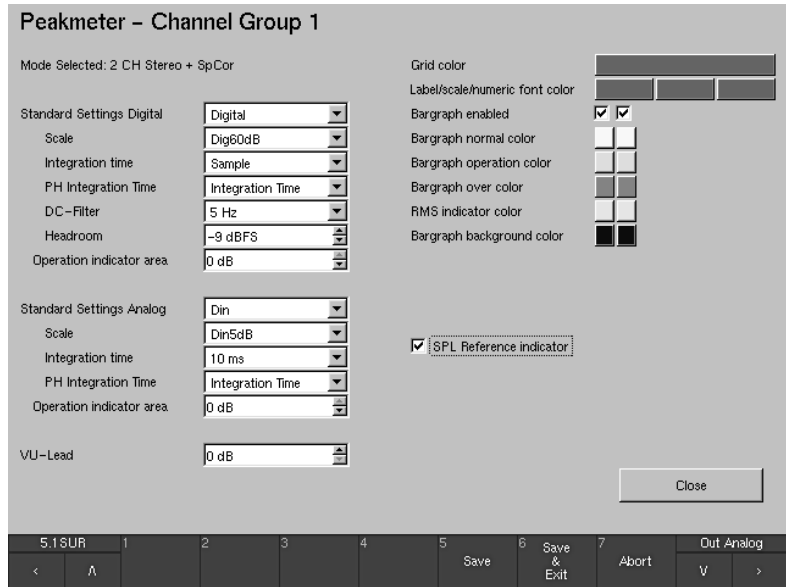 Peakmeter – Channel Group 1
Mode Selected: 2 CH Stereo + SpCor
Standard Settings Digital Digital
Scale Dig60dB
Integration time Sample
PH Integration Time Integration Time
DC-Filter 5 Hz
Headroom -9 dBFS
Operation indicator area 0 dB
Standard Settings Analog Din
Scale Din5dB
Integration time 10 ms
PH Integration Time Integration Time
Operation indicator area 0 dB
VU-Lead 0 dB
Grid color
Label/scale/numeric font color
Bargraph enabled
Bargraph normal color
Bargraph operation color
Bargraph over color
RMS indicator color
Bargraph background color
SPL Reference indicator
Close
5.1SUR 1 2 3 4 5 Save 6 Save & Exit 7 Abort Out Analog
< Λ V >